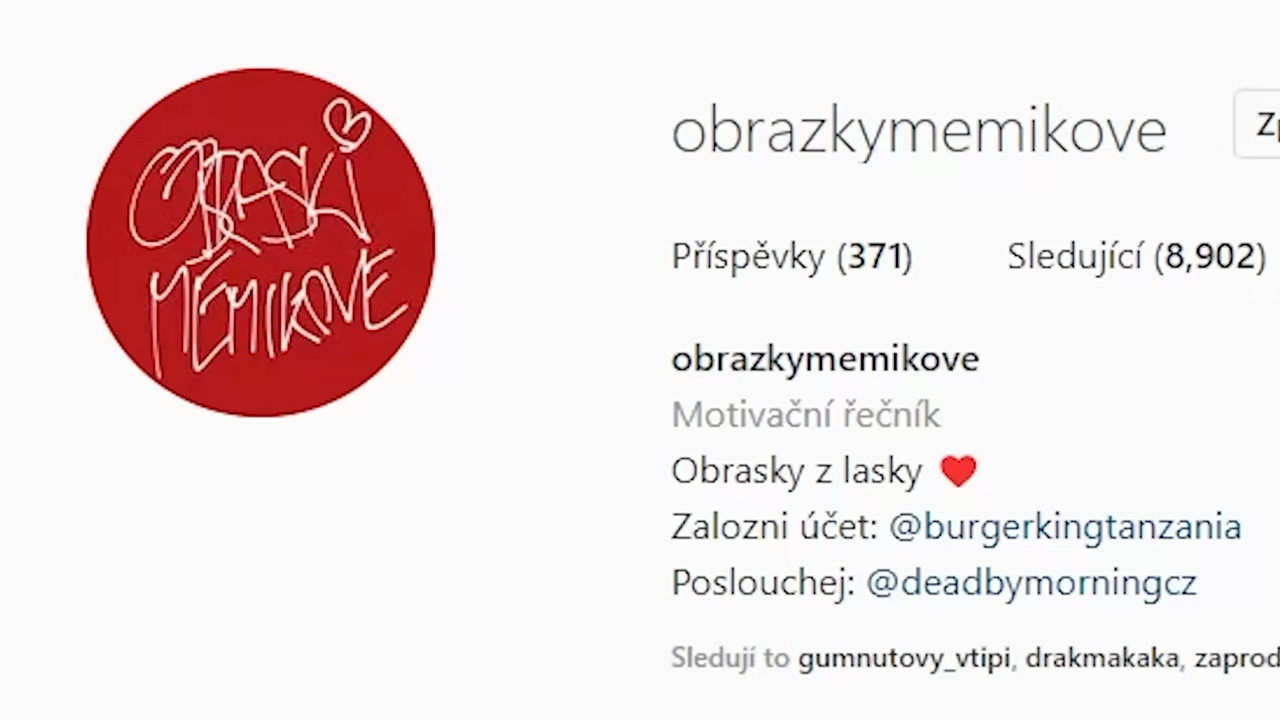 OBRASKI
MÉMIKOVE
obrazkymemikove
Příspěvky (371) Sledující (8,902)
obrazkymemikove
Motivační řečník
Obrasky z lasky ❤
Zalozni účet: @burgerkingtanzania
Poslouchej: @deadbymorningcz
Sledují to gumnutovy_vtipi, drakmakaka,